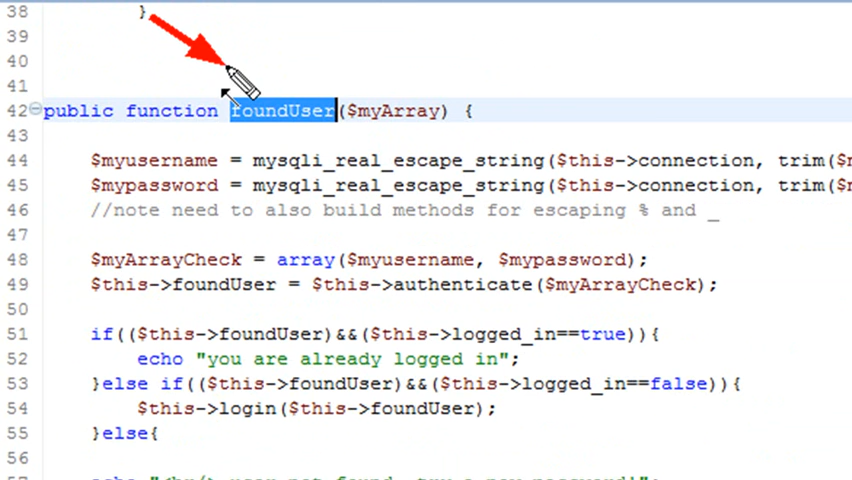 38 }
39
40
41
42 public function foundUser($myArray) {
43
44 $myusername = mysqli_real_escape_string($this->connection, trim($
45 $mypassword = mysqli_real_escape_string($this->connection, trim($
46 //note need to also build methods for escaping % and _
47
48 $myArrayCheck = array($myusername, $mypassword);
49 $this->foundUser = $this->authenticate($myArrayCheck);
50
51 if(($this->foundUser)&&($this->logged_in==true)){
52 echo "you are already logged in";
53 }else if(($this->foundUser)&&($this->logged_in==false)){
54 $this->login($this->foundUser);
55 }else{
56